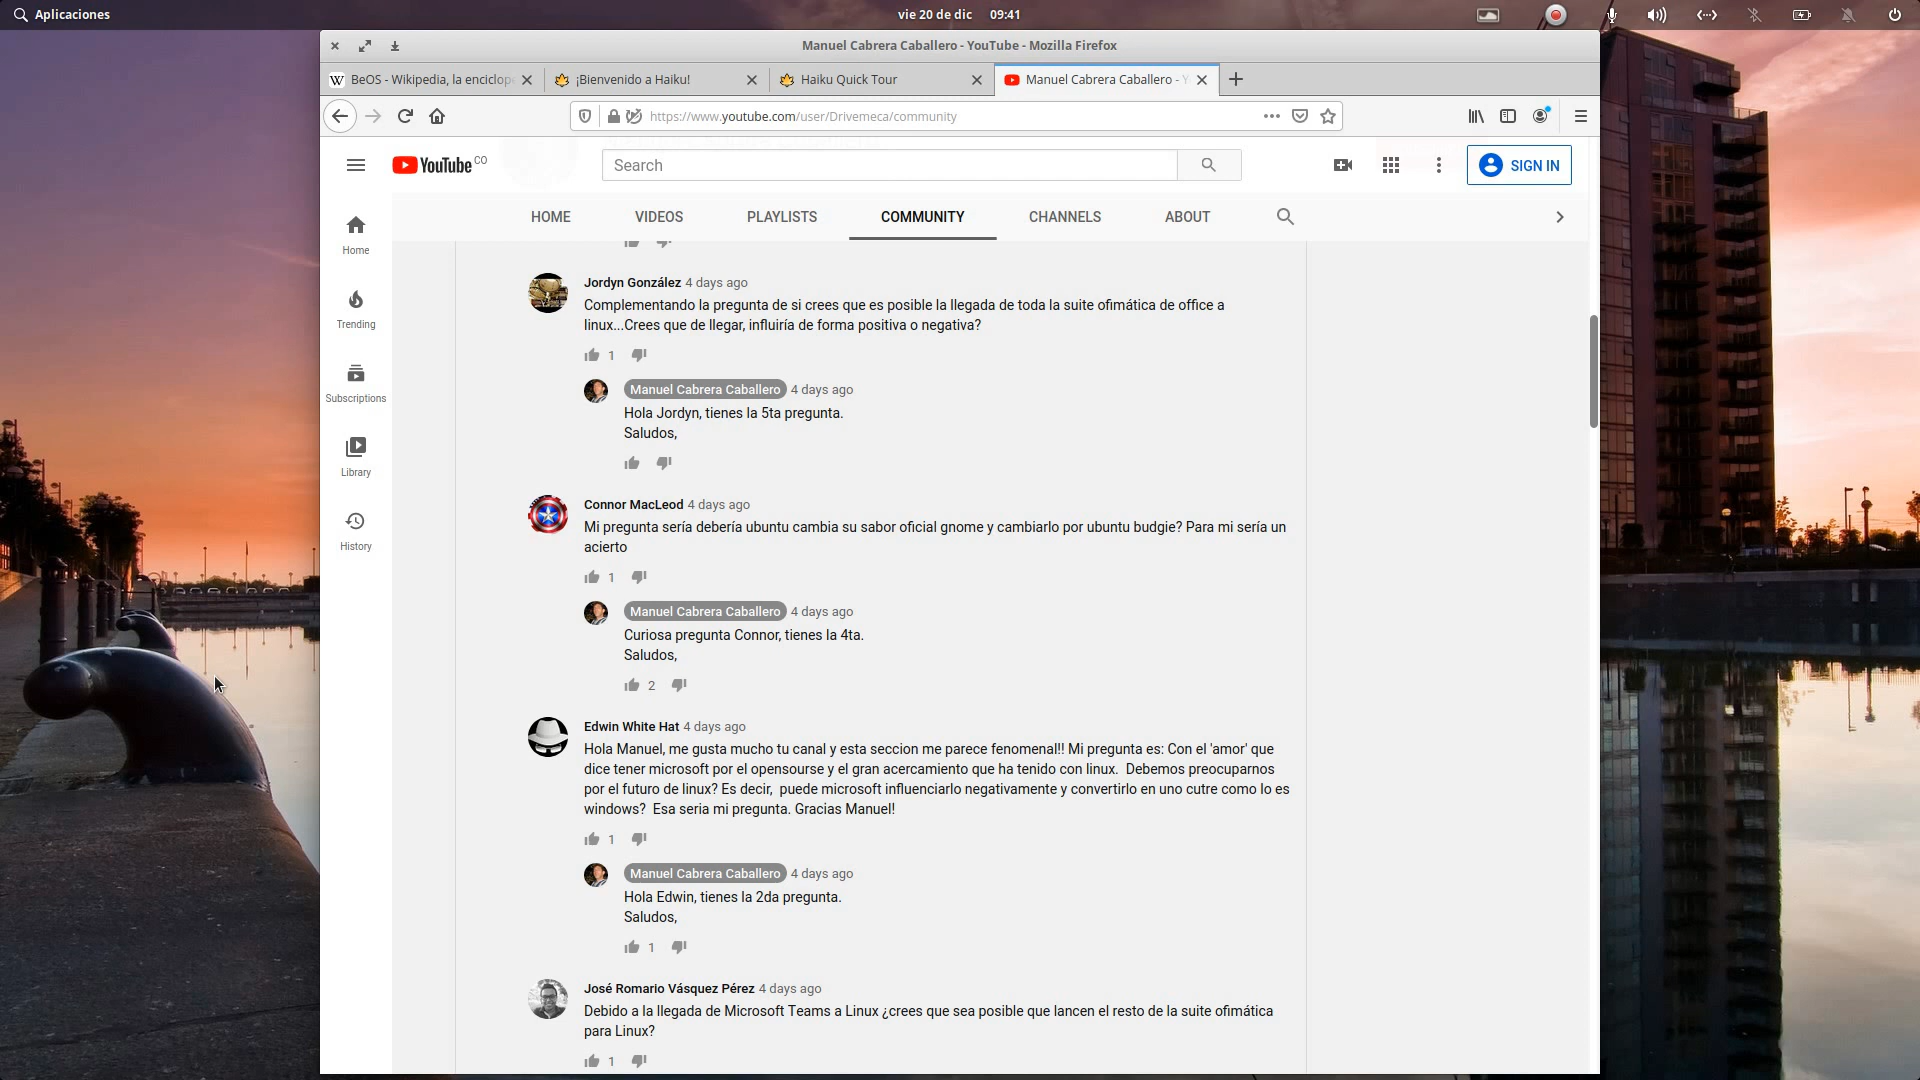 Aplicaciones
vie 20 de dic 09:41
Manuel Cabrera Caballero - YouTube - Mozilla Firefox
BeOS - Wikipedia, la enciclop
¡Bienvenido a Haiku!
Haiku Quick Tour
Manuel Cabrera Caballero - Y
https://www.youtube.com/user/Drivemeca/community
YouTube CO
Search
SIGN IN
HOME
VIDEOS
PLAYLISTS
COMMUNITY
CHANNELS
ABOUT
Home
Trending
Subscriptions
Library
History
Jordyn González 4 days ago
Complementando la pregunta de si crees que es posible la llegada de toda la suite ofimática de office a
linux...Crees que de llegar, influiría de forma positiva o negativa?
1
Manuel Cabrera Caballero 4 days ago
Hola Jordyn, tienes la 5ta pregunta.
Saludos,
Connor MacLeod 4 days ago
Mi pregunta sería debería ubuntu cambia su sabor oficial gnome y cambiarlo por ubuntu budgie? Para mi sería un
acierto
1
Manuel Cabrera Caballero 4 days ago
Curiosa pregunta Connor, tienes la 4ta.
Saludos,
2
Edwin White Hat 4 days ago
Hola Manuel, me gusta mucho tu canal y esta seccion me parece fenomenal!! Mi pregunta es: Con el 'amor' que
dice tener microsoft por el opensourse y el gran acercamiento que ha tenido con linux.  Debemos preocuparnos
por el futuro de linux? Es decir,  puede microsoft influenciarlo negativamente y convertirlo en uno cutre como lo es
windows?  Esa seria mi pregunta. Gracias Manuel!
1
Manuel Cabrera Caballero 4 days ago
Hola Edwin, tienes la 2da pregunta.
Saludos,
1
José Romario Vásquez Pérez 4 days ago
Debido a la llegada de Microsoft Teams a Linux ¿crees que sea posible que lancen el resto de la suite ofimática
para Linux?
1